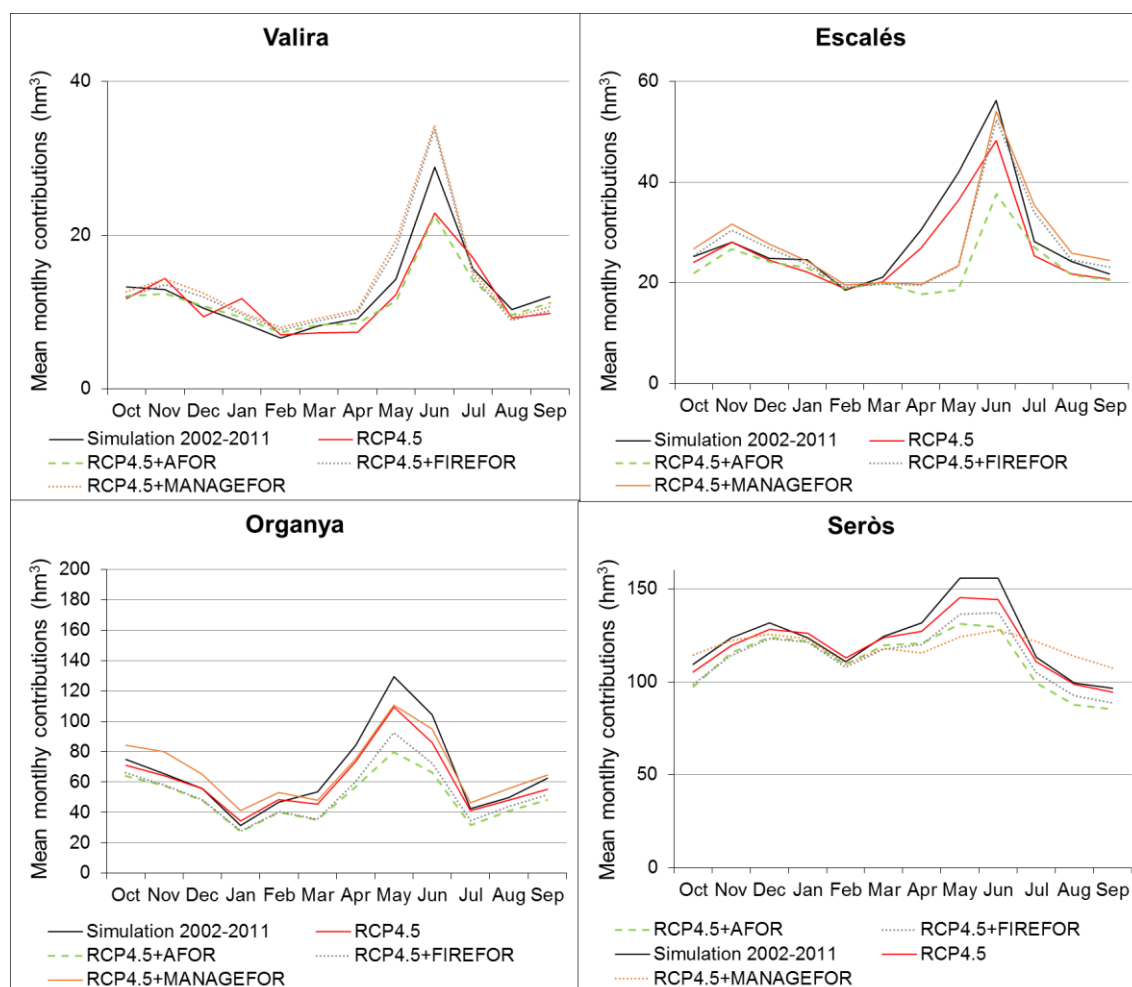 Valira
Mean montlhy contributions (hm³)
40
20
0
Oct Nov Dec Jan Feb Mar Apr May Jun Jul Aug Sep
Simulation 2002-2011 RCP4.5
RCP4.5+AFOR RCP4.5+FIREFOR
RCP4.5+MANAGEFOR
Escalés
Mean montlhy contributions (hm³)
60
40
20
0
Oct Nov Dec Jan Feb Mar Apr May Jun Jul Aug Sep
Simulation 2002-2011 RCP4.5
RCP4.5+AFOR RCP4.5+FIREFOR
RCP4.5+MANAGEFOR
Organya
Mean montlhy contributions (hm³)
200
180
160
140
120
100
80
60
40
20
0
Oct Nov Dec Jan Feb Mar Apr May Jun Jul Aug Sep
Simulation 2002-2011 RCP4.5
RCP4.5+AFOR RCP4.5+FIREFOR
RCP4.5+MANAGEFOR
Seròs
Mean montlhy contributions (hm³)
150
100
50
0
Oct Nov Dec Jan Feb Mar Apr May Jun Jul Aug Sep
RCP4.5+AFOR RCP4.5+FIREFOR
Simulation 2002-2011 RCP4.5
RCP4.5+MANAGEFOR